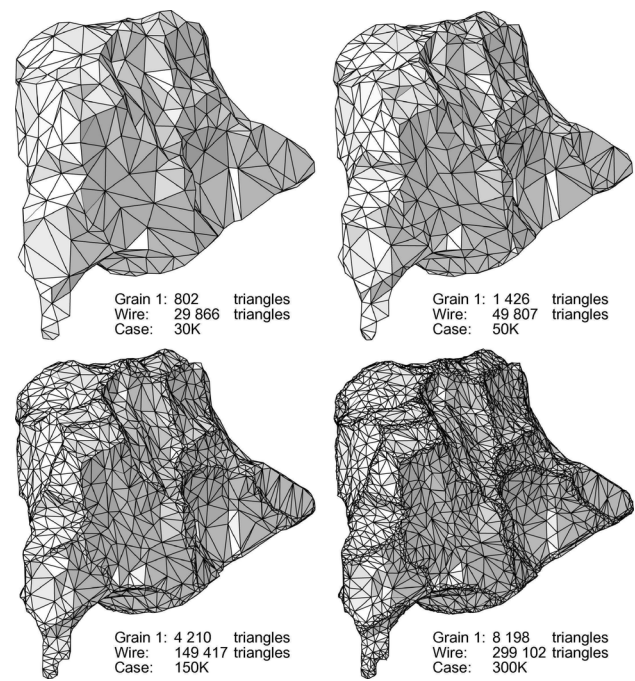 Grain 1: 802 triangles
Wire: 29 866 triangles
Case: 30K
Grain 1: 1 426 triangles
Wire: 49 807 triangles
Case: 50K
Grain 1: 4 210 triangles
Wire: 149 417 triangles
Case: 150K
Grain 1: 8 198 triangles
Wire: 299 102 triangles
Case: 300K